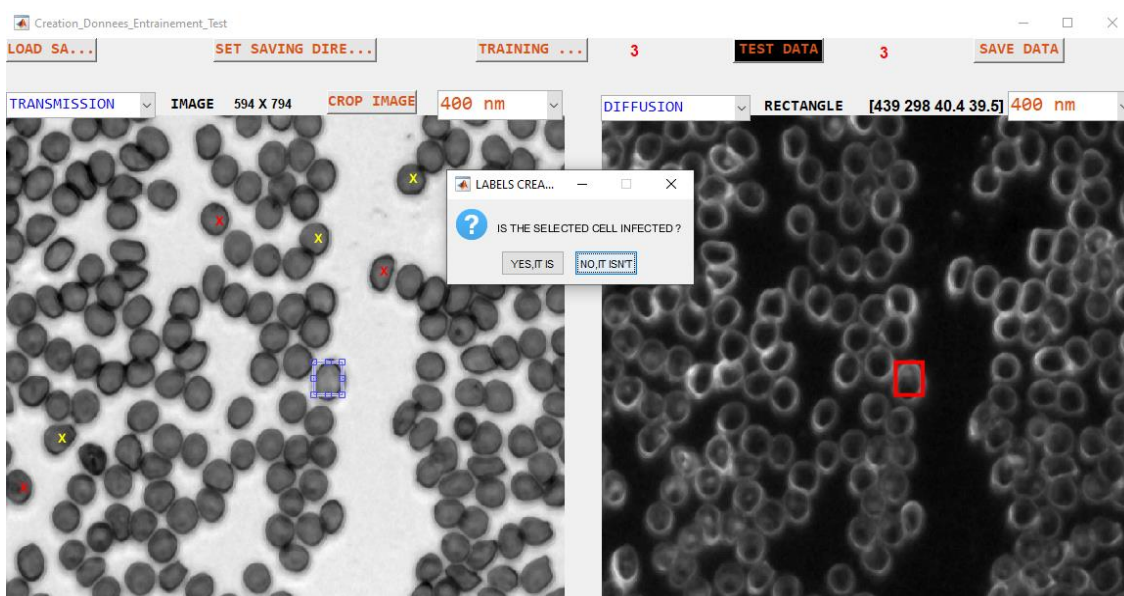 Creation_Donnees_Entrainement_Test
LOAD SA... SET SAVING DIRE... TRAINING ... 3 TEST DATA 3 SAVE DATA
TRANSMISSION IMAGE 594 X 794 CROP IMAGE 400 nm DIFFUSION RECTANGLE [439 298 40.4 39.5] 400 nm
LABELS CREA...
IS THE SELECTED CELL INFECTED ?
YES,IT IS NO,IT ISN'T
X
X
X
X
X
X